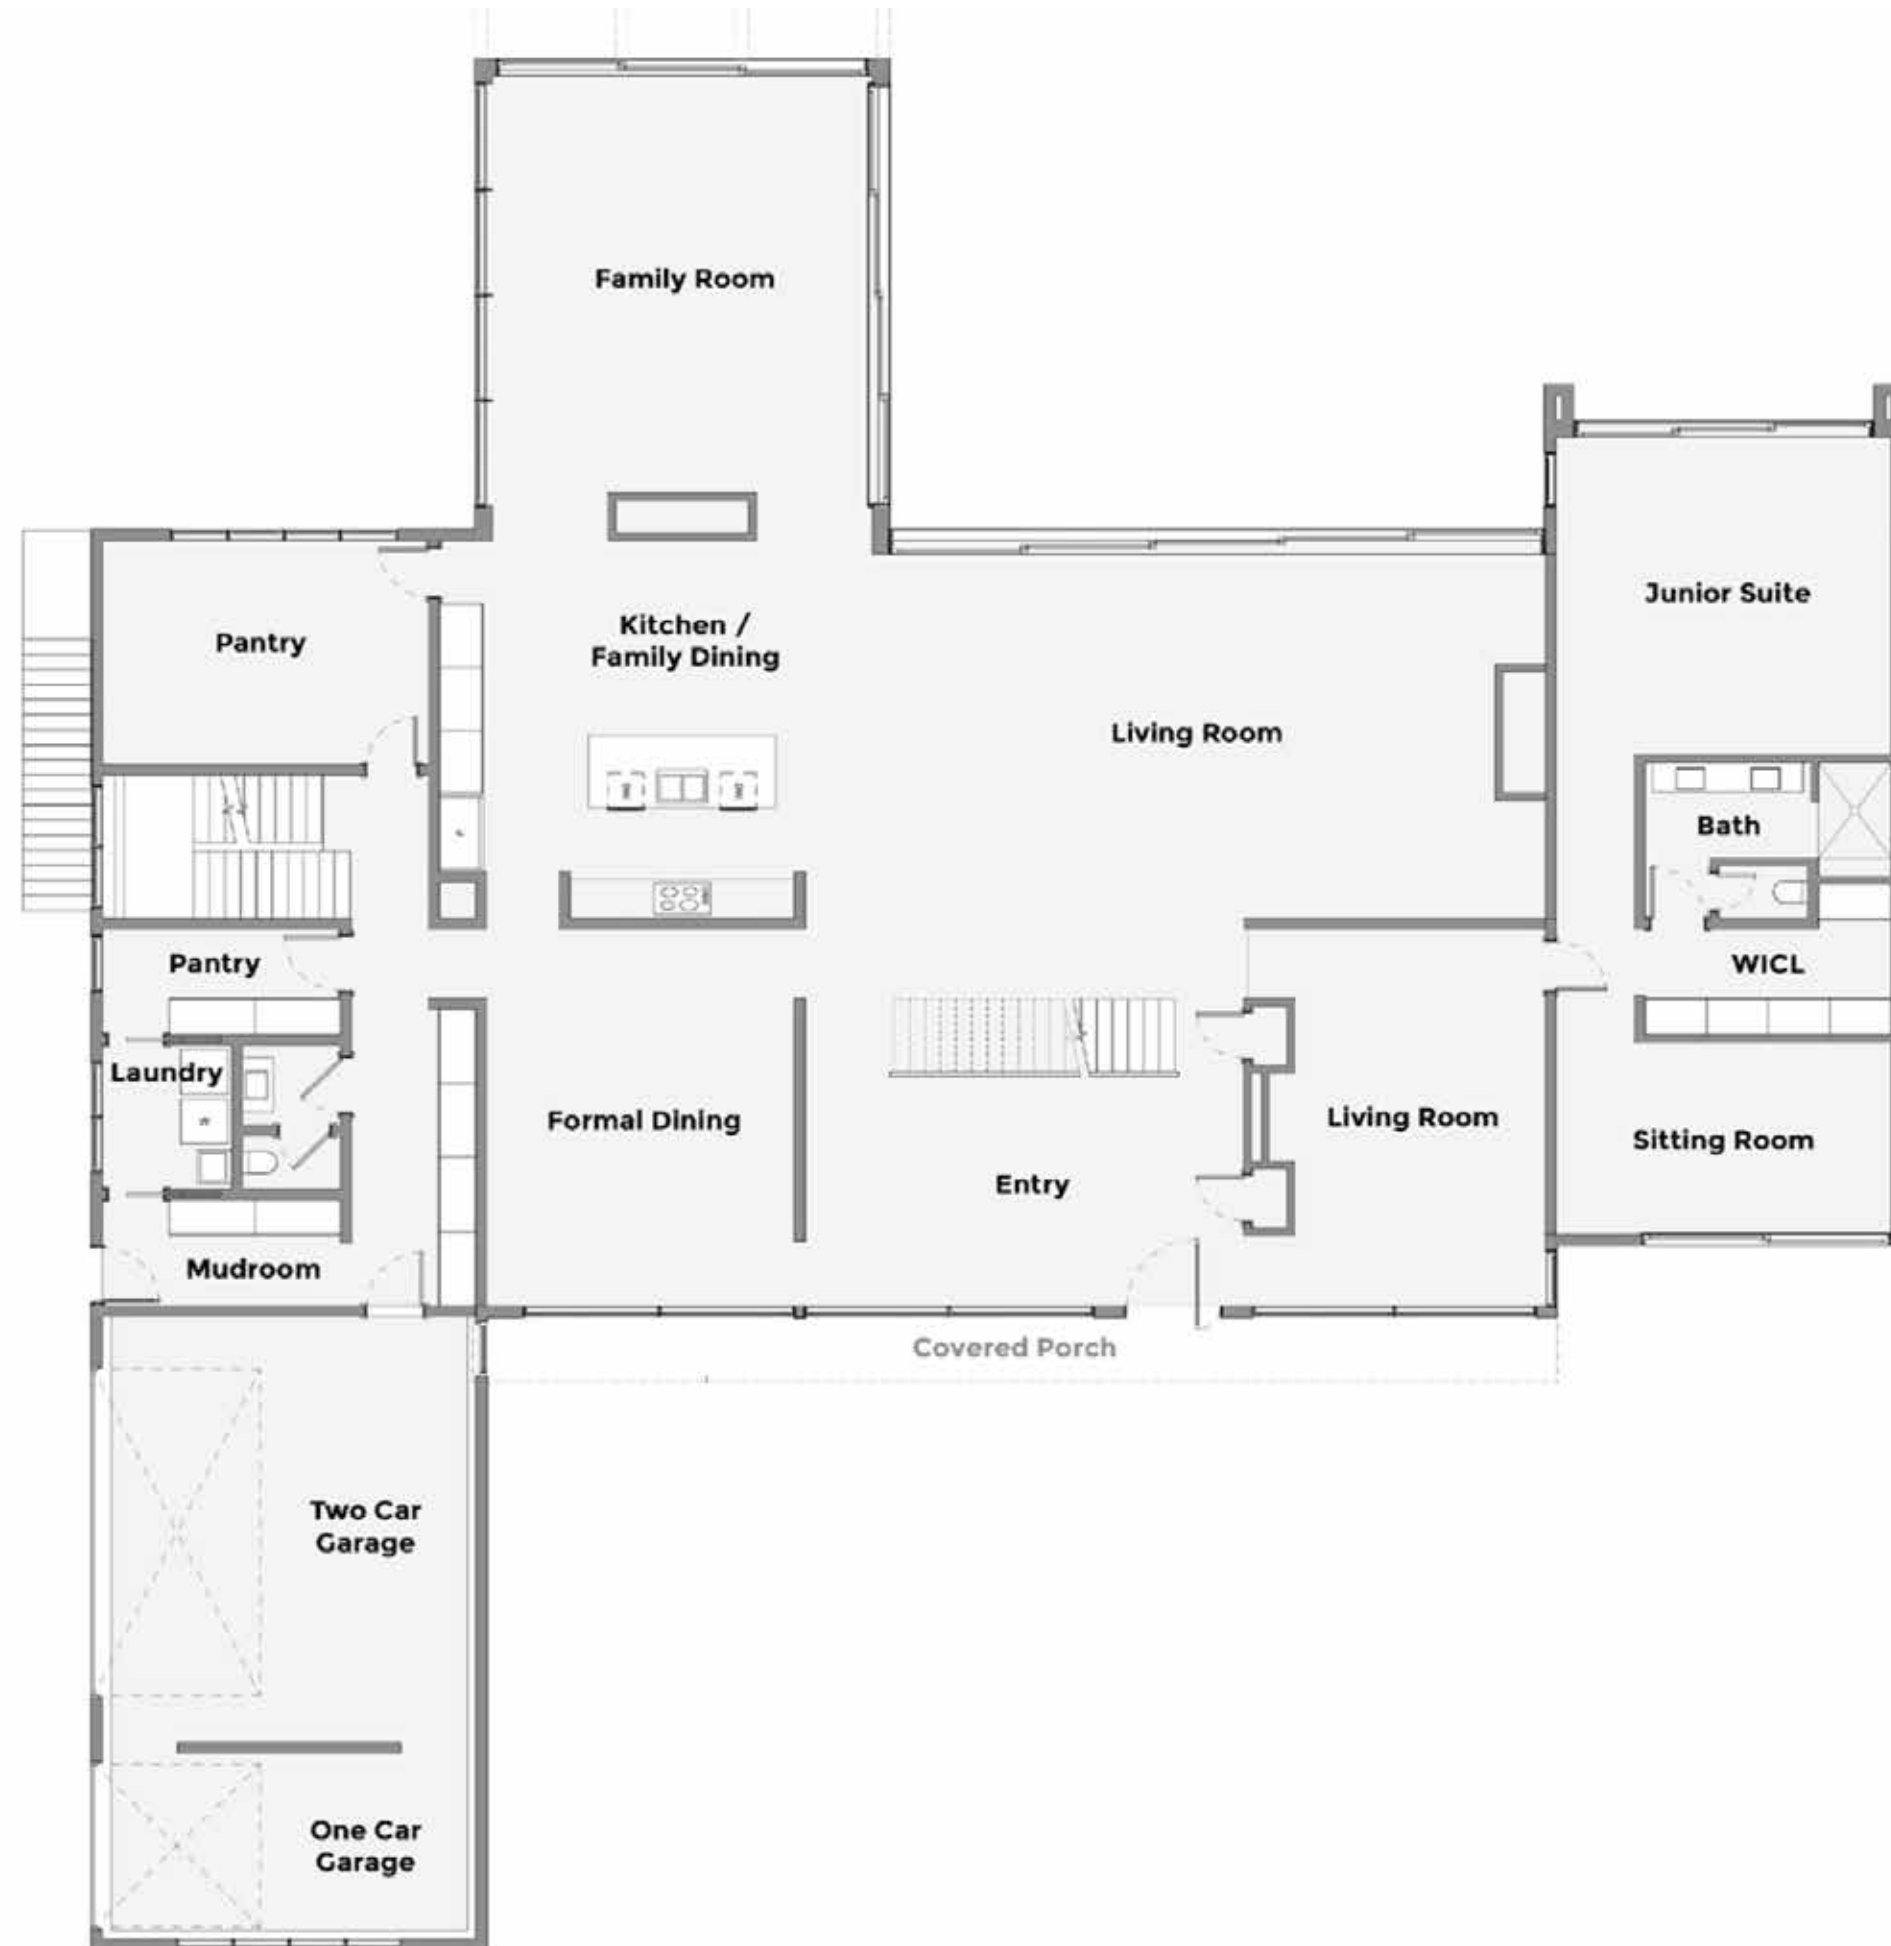 Family Room
Junior Suite
Kitchen /
Family Dining
Pantry
Living Room
Bath
Pantry
WICL
Laundry
Formal Dining
Living Room
Sitting Room
Entry
Mudroom
Covered Porch
Two Car
Garage
One Car
Garage